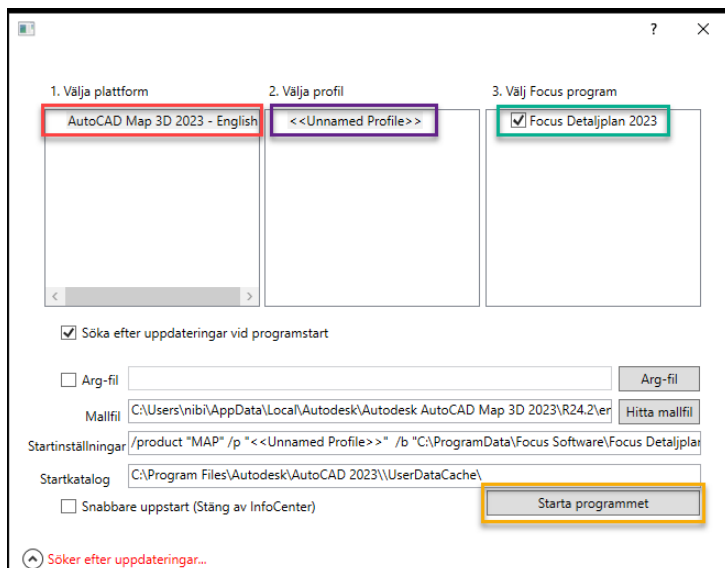 ?
1. Välja plattform 2. Välja profil 3. Välj Focus program
AutoCAD Map 3D 2023 - English <<Unnamed Profile>> Focus Detaljplan 2023
Söka efter uppdateringar vid programstart
Arg-fil Arg-fil
Mallfil C:\Users\nibi\AppData\Local\Autodesk\Autodesk AutoCAD Map 3D 2023\R24.2\er Hitta mallfil
Startinställningar /product "MAP" /p "<<Unnamed Profile>>" /b "C:\ProgramData\Focus Software\Focus Detaljplan
Startkatalog C:\Program Files\Autodesk\AutoCAD 2023\\UserDataCache\
Snabbare uppstart (Stäng av InfoCenter) Starta programmet
Söker efter uppdateringar...